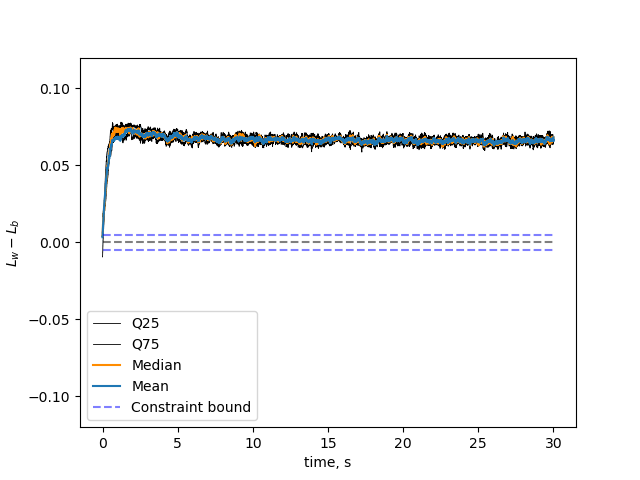 0.10
0.05
0.00
−0.05
−0.10
L_w − L_b
Q25
Q75
Median
Mean
Constraint bound
0 5 10 15 20 25 30
time, s